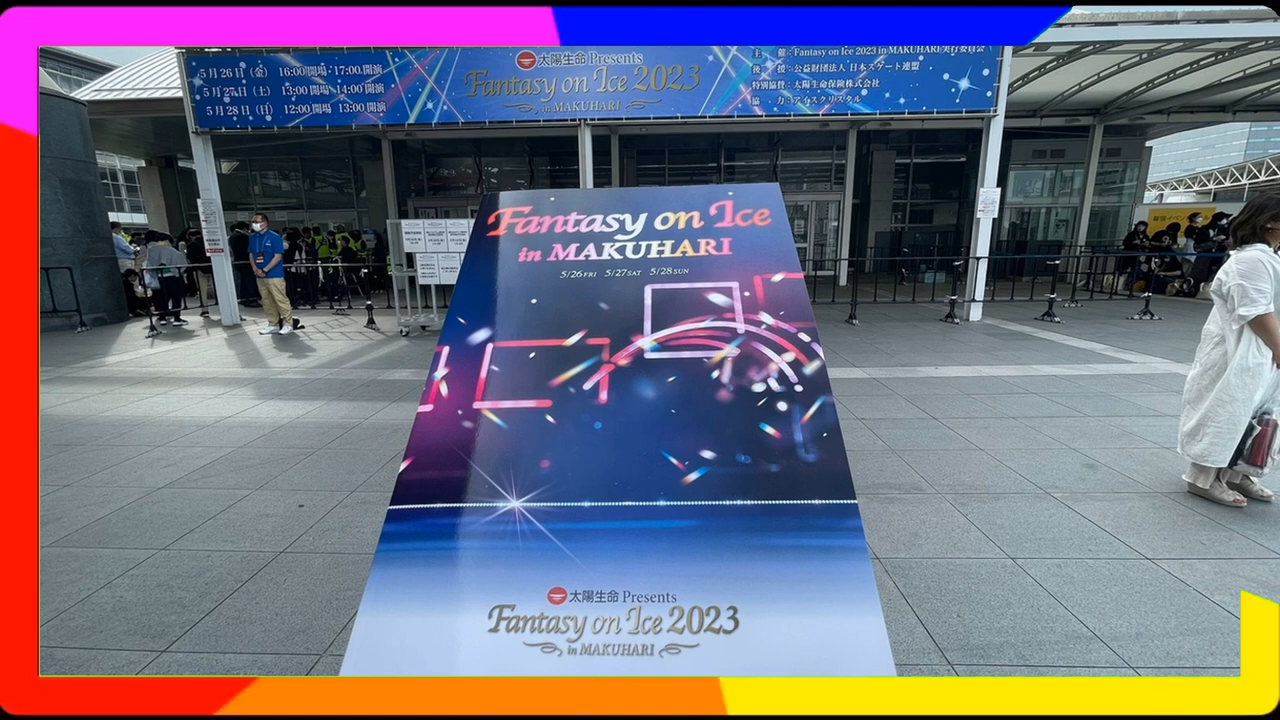 太陽生命 Presents
Fantasy on Ice 2023
in MAKUHARI
5月26日（金） 16:00開場・17:00開演
5月27日（土） 13:00開場・14:00開演
5月28日（日） 12:00開場 13:00開演
主 催：Fantasy on Ice 2023 in MAKUHARI 実行委員会
後 援：公益財団法人 日本スケート連盟
特別協賛：太陽生命保険株式会社
協 力：アイスクリスタル
Fantasy on Ice
in MAKUHARI
5/26 FRI 5/27 SAT 5/28 SUN
太陽生命 Presents
Fantasy on Ice 2023
in MAKUHARI